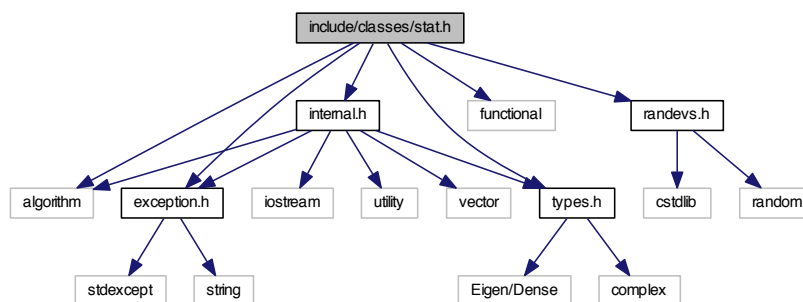 include/classes/stat.h
internal.h
functional
randevs.h
algorithm
exception.h
iostream
utility
vector
types.h
cstdlib
random
stdexcept
string
Eigen/Dense
complex